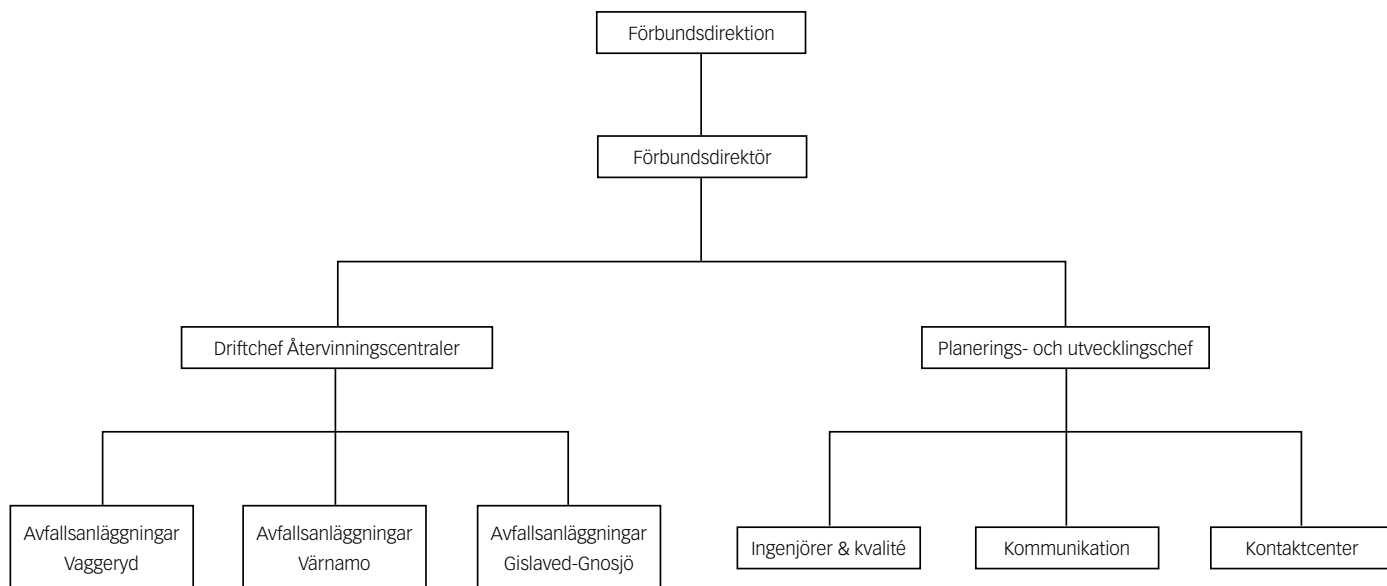 Förbundsdirektion
Förbundsdirektör
Driftchef Återvinningscentraler
Planerings- och utvecklingschef
Avfallsanläggningar
Vaggeryd
Avfallsanläggningar
Värnamo
Avfallsanläggningar
Gislaved-Gnosjö
Ingenjörer & kvalité
Kommunikation
Kontaktcenter